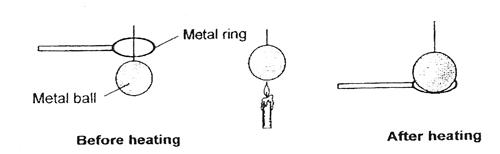 Metal ring
Metal ball
Before heating
After heating